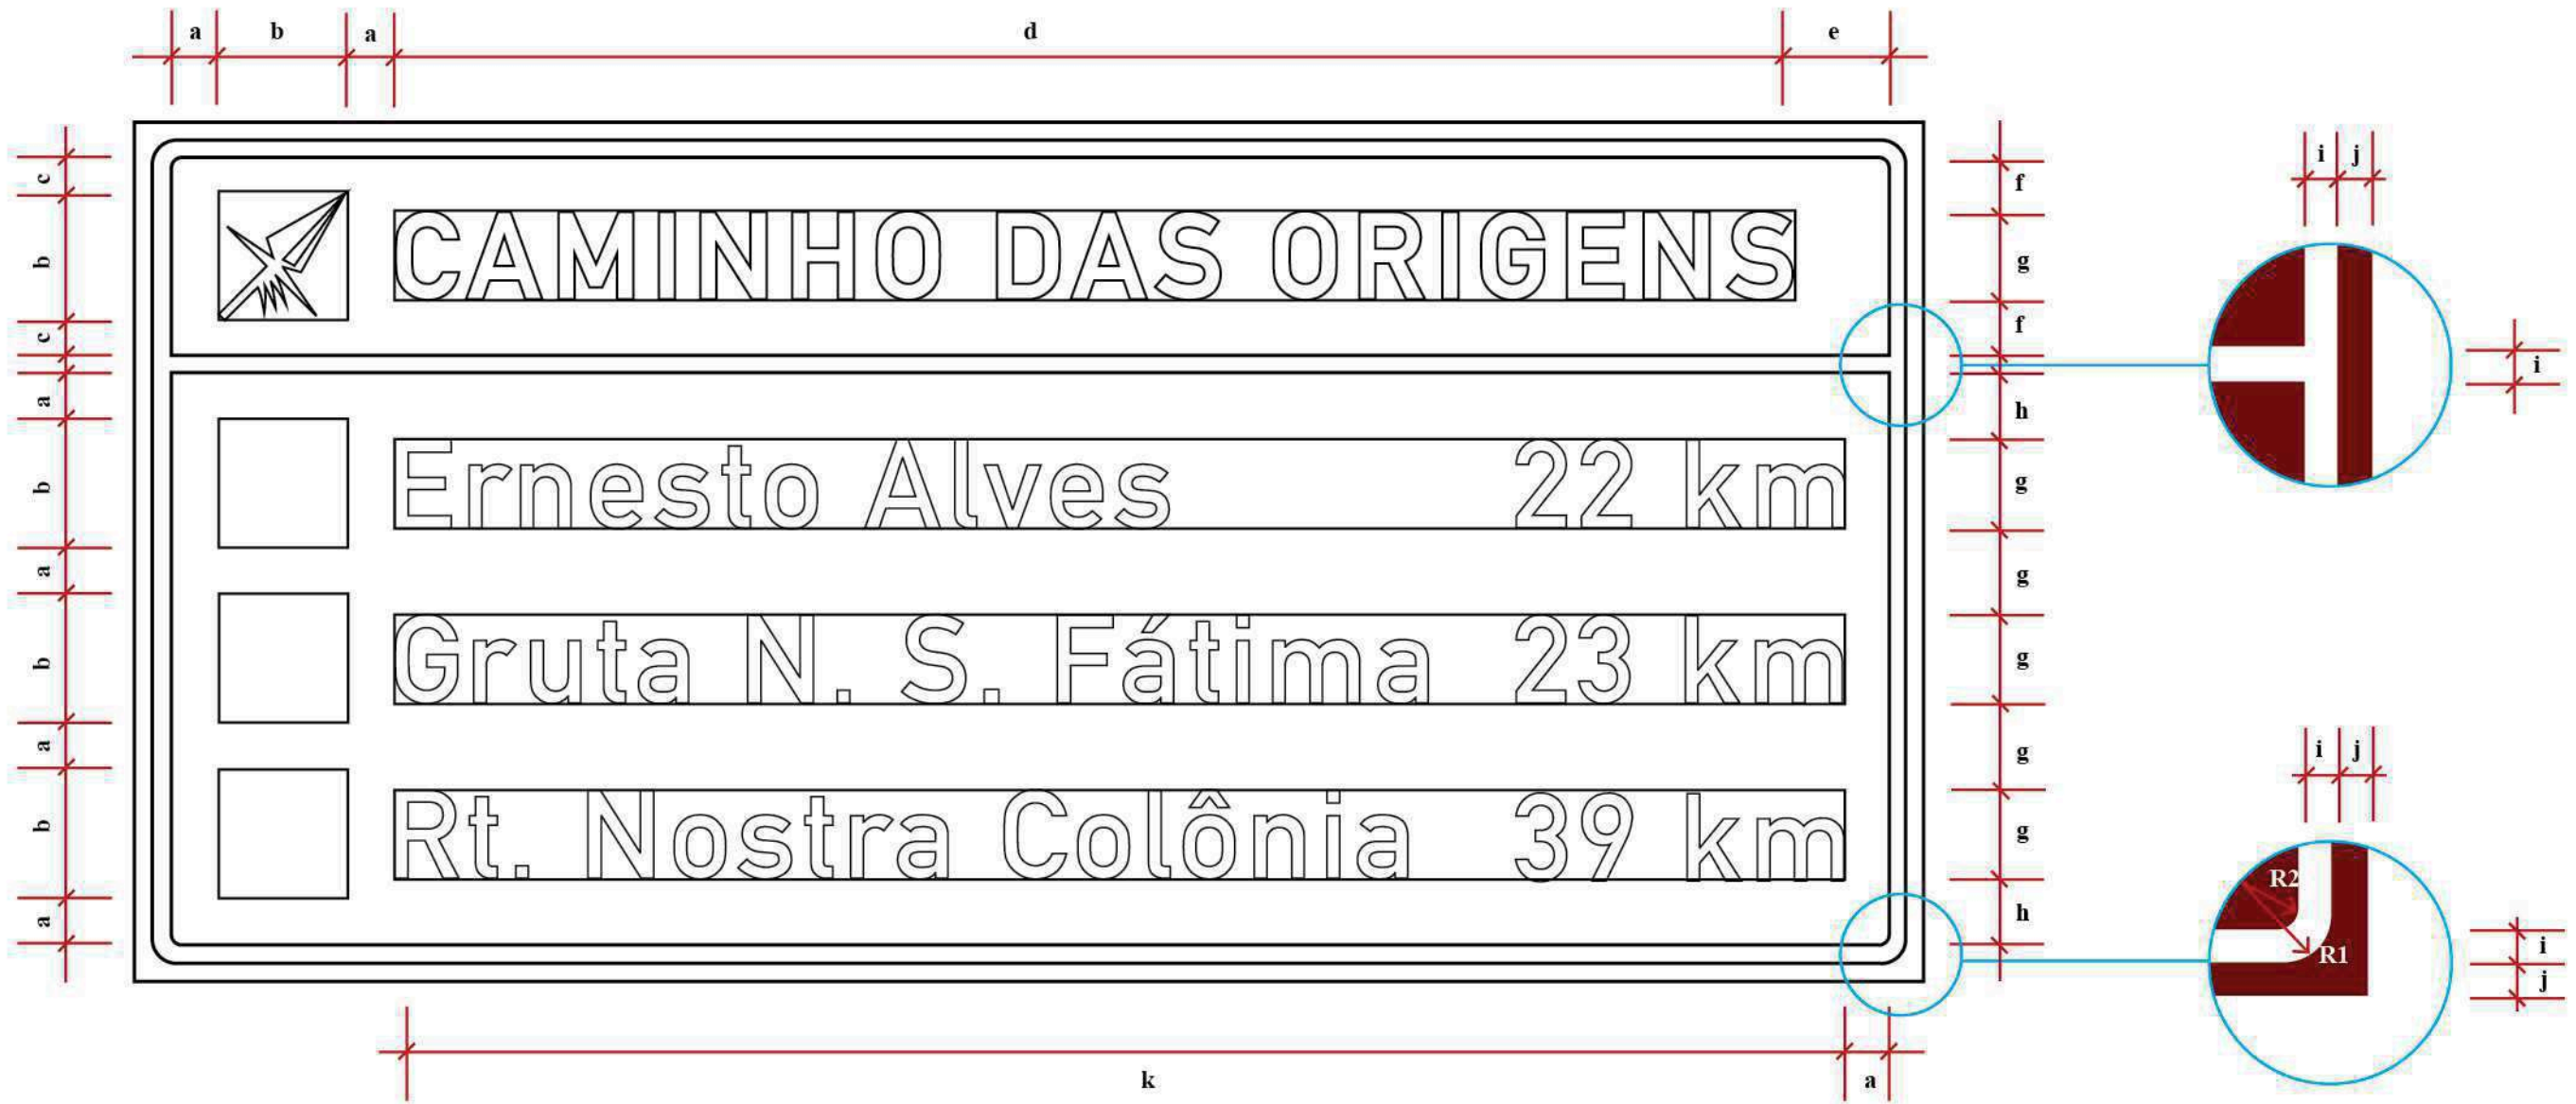 a b a d e
c f i j
b CAMINHO DAS ORIGENS g
c f
i
a h
b Ernesto Alves 22 km g
a g
b Gruta N. S. Fátima 23 km g
a g i j
b Rt. Nostra Colônia 39 km g
R2
a h i
R1
j
k a